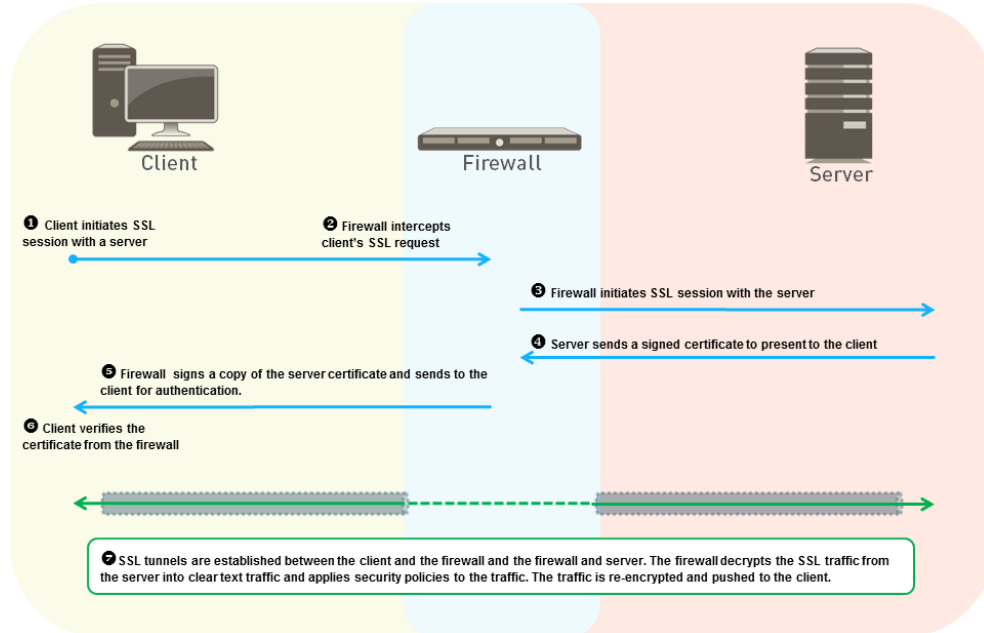 Client
Firewall
Server
❶ Client initiates SSL
session with a server
❷ Firewall intercepts
client's SSL request
❸ Firewall initiates SSL session with the server
❹ Server sends a signed certificate to present to the client
❺ Firewall signs a copy of the server certificate and sends to the
client for authentication.
❻ Client verifies the
certificate from the firewall
❼ SSL tunnels are established between the client and the firewall and the firewall and server. The firewall decrypts the SSL traffic from
the server into clear text traffic and applies security policies to the traffic. The traffic is re-encrypted and pushed to the client.